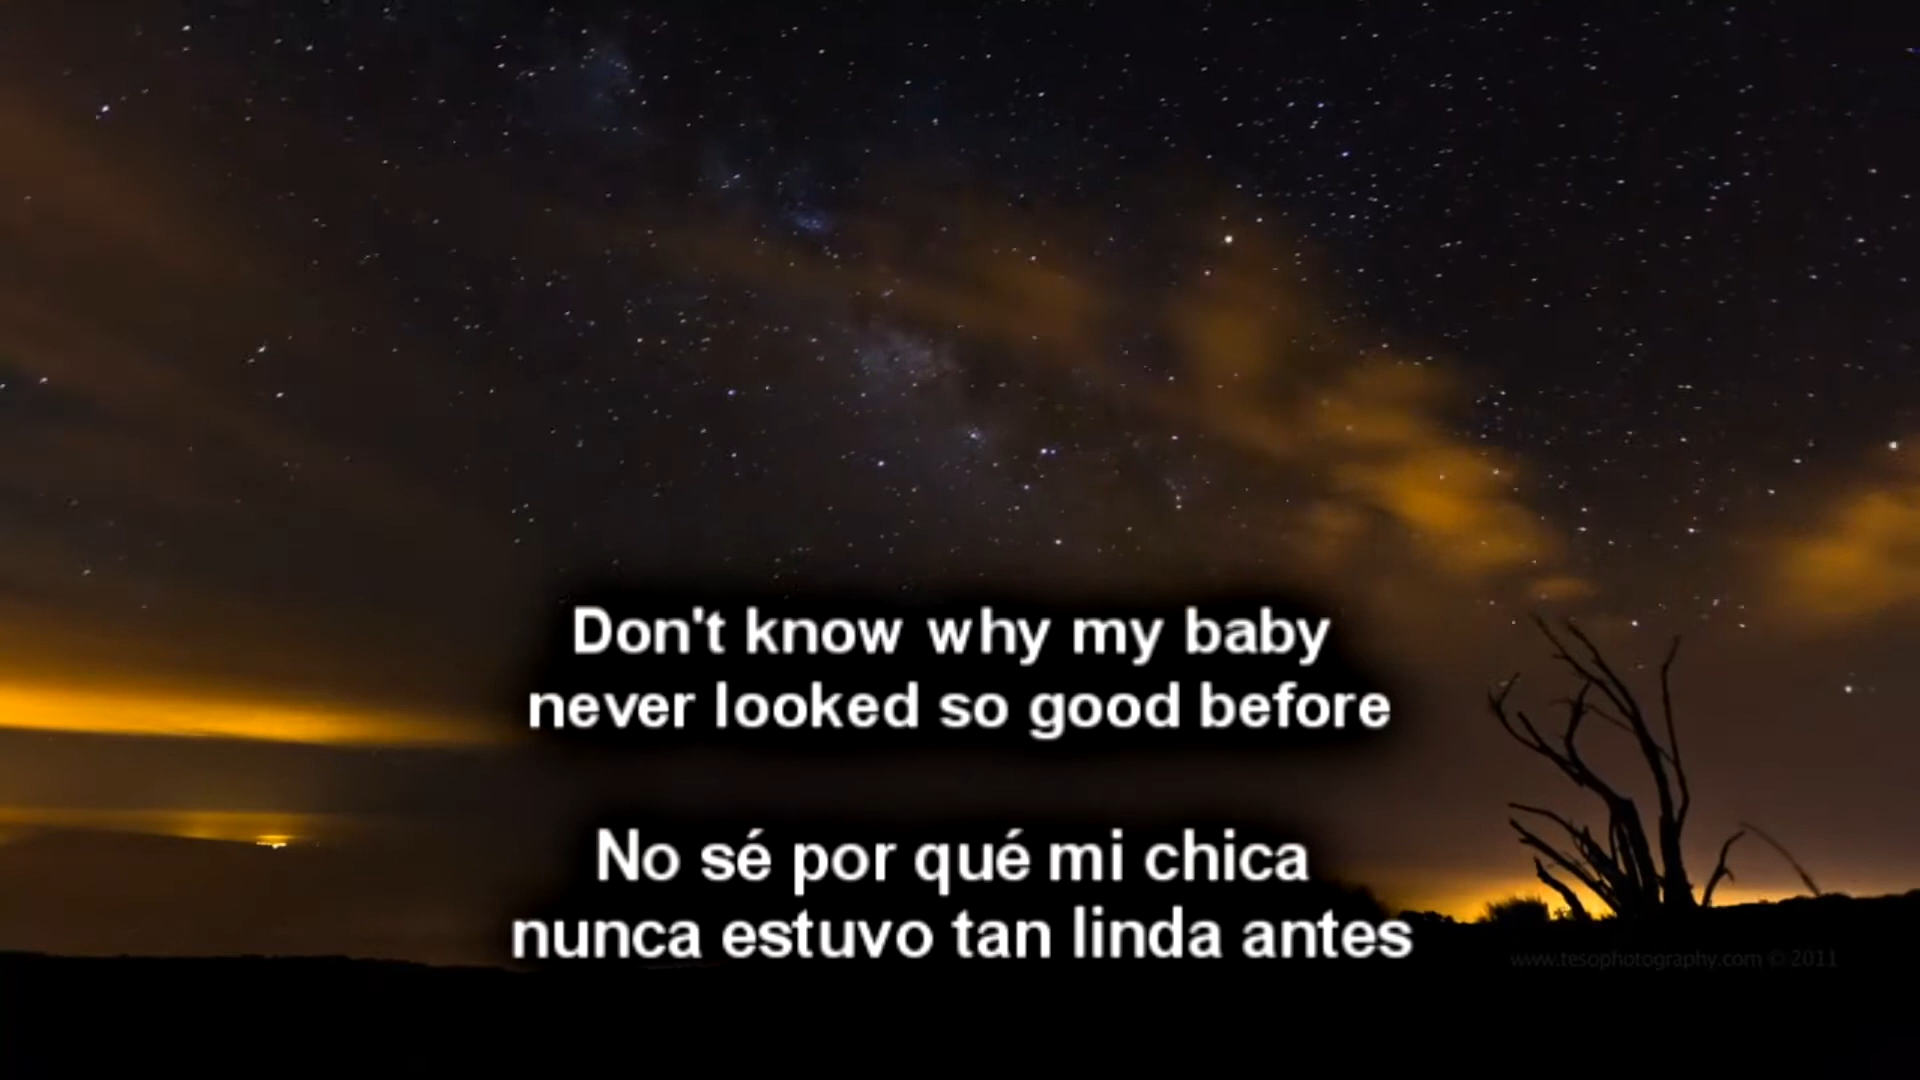 Don't know why my baby
never looked so good before
No sé por qué mi chica
nunca estuvo tan linda antes
www.tesophotography.com © 2011